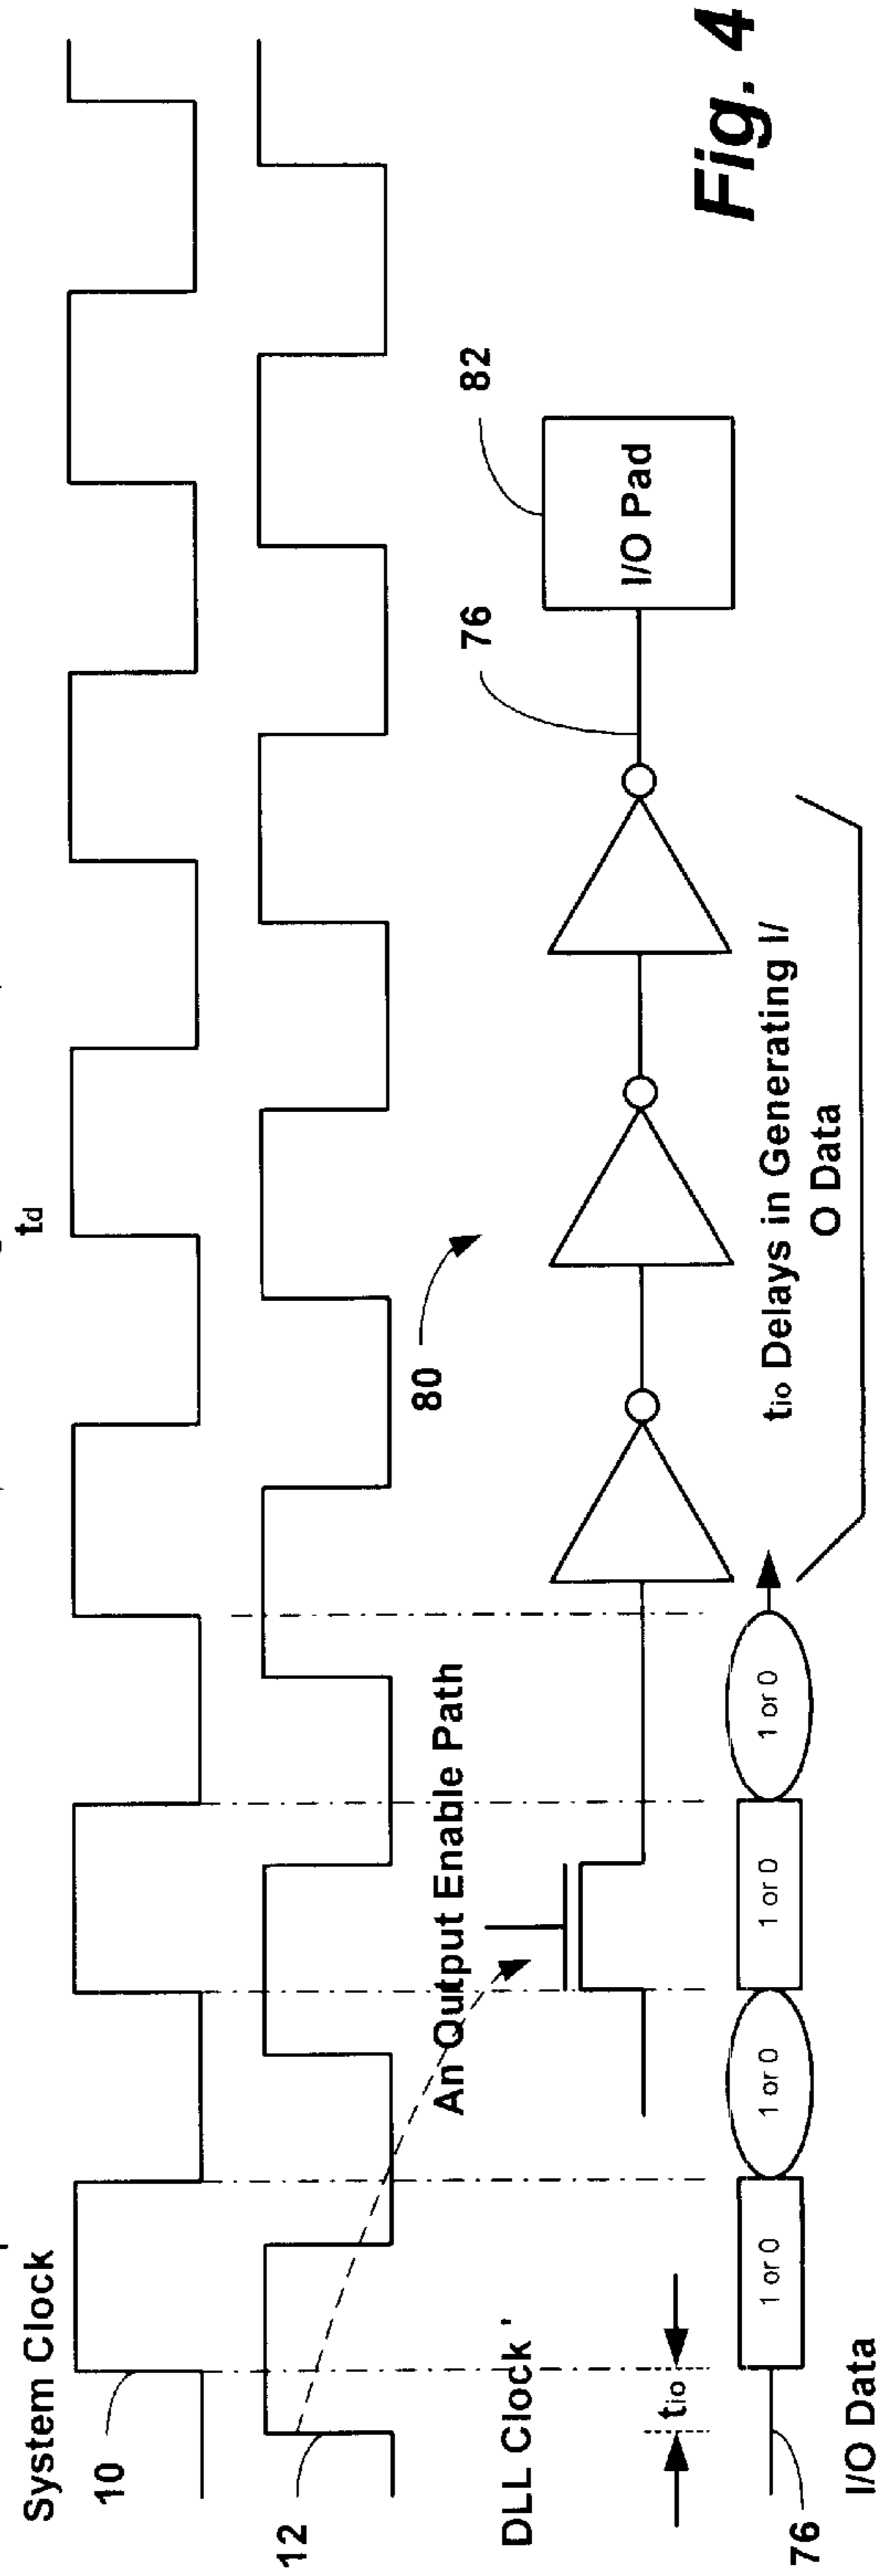 td
System Clock
10
12
DLL Clock '
An Output Enable Path
80
76
82
I/O Pad
tio
tio Delays in Generating I/
O Data
1 or 0
1 or 0
1 or 0
1 or 0
76
I/O Data
Fig. 4